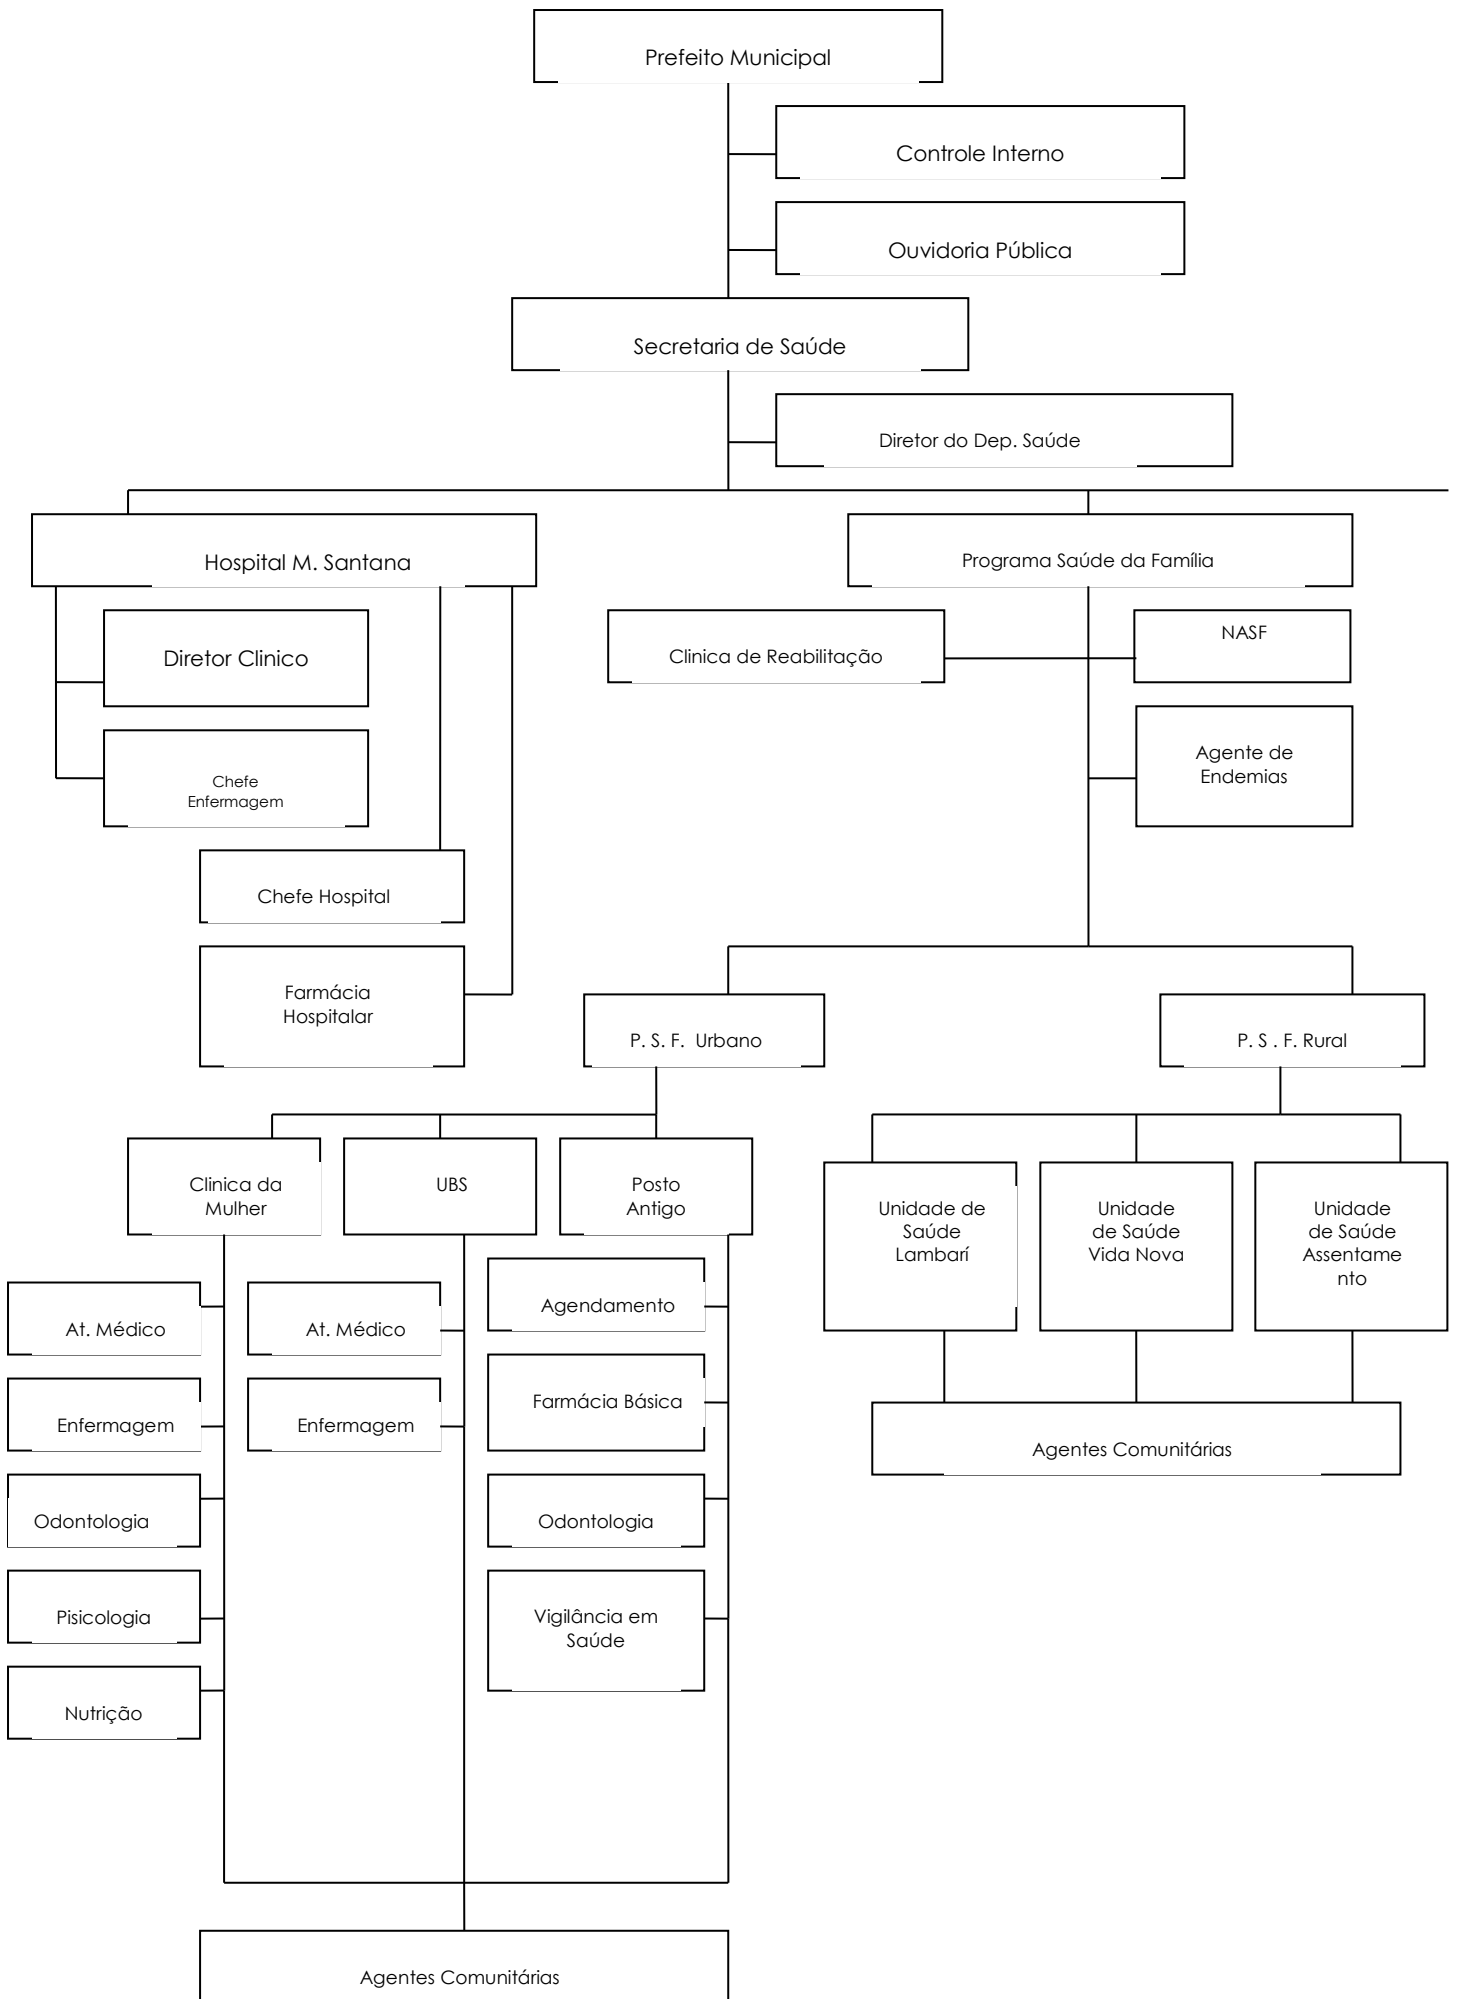 Prefeito Municipal
Controle Interno
Ouvidoria Pública
Secretaria de Saúde
Diretor do Dep. Saúde
Hospital M. Santana
Programa Saúde da Família
Diretor Clinico
Clinica de Reabilitação
NASF
Chefe
Enfermagem
Agente de
Endemias
Chefe Hospital
Farmácia
Hospitalar
P. S. F.  Urbano
P. S . F. Rural
Clinica da
Mulher
UBS
Posto
Antigo
Unidade de
Saúde
Lambarí
Unidade
de Saúde
Vida Nova
Unidade
de Saúde
Assentame
nto
At. Médico
At. Médico
Agendamento
Enfermagem
Enfermagem
Farmácia Básica
Agentes Comunitárias
Odontologia
Odontologia
Pisicologia
Vigilância em
Saúde
Nutrição
Agentes Comunitárias